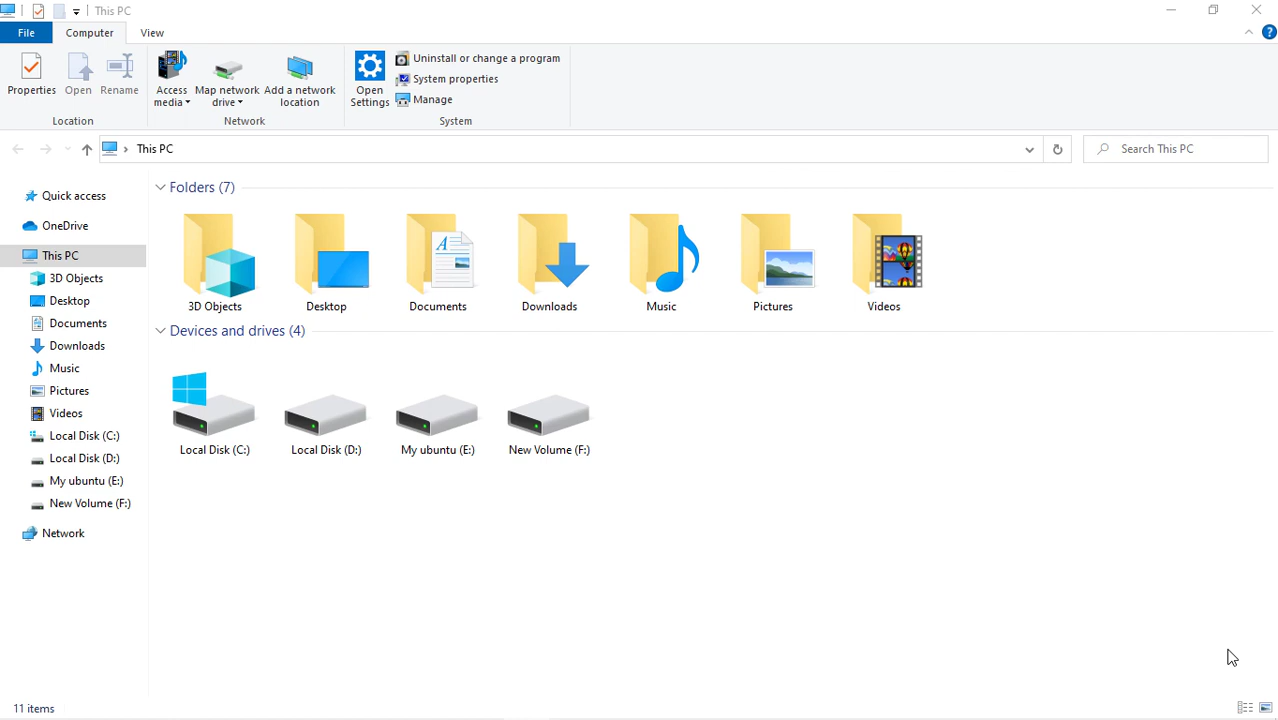 This PC
File
Computer
View
Properties
Open
Rename
Access media
Map network drive
Add a network location
Open Settings
Uninstall or change a program
System properties
Manage
Location
Network
System
This PC
Search This PC
Quick access
OneDrive
This PC
3D Objects
Desktop
Documents
Downloads
Music
Pictures
Videos
Local Disk (C:)
Local Disk (D:)
My ubuntu (E:)
New Volume (F:)
Network
Folders (7)
3D Objects
Desktop
Documents
Downloads
Music
Pictures
Videos
Devices and drives (4)
Local Disk (C:)
Local Disk (D:)
My ubuntu (E:)
New Volume (F:)
11 items